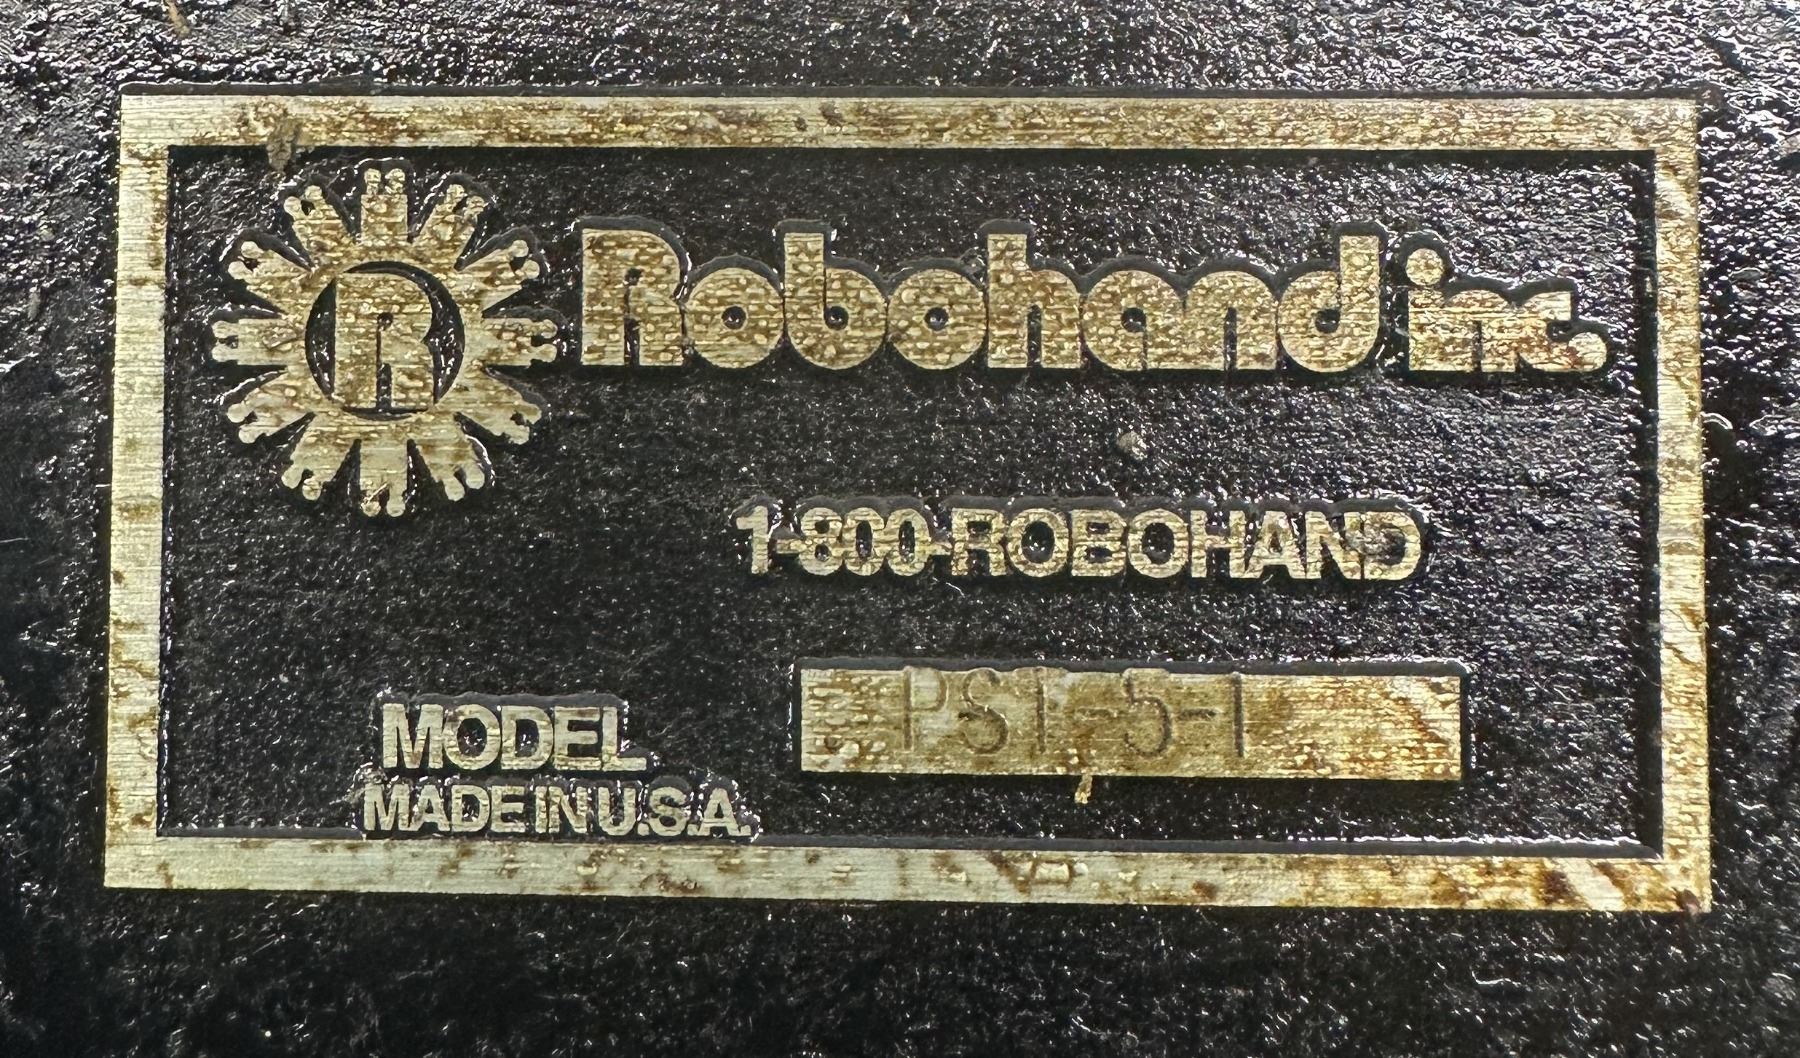 R
Robohand inc.
1-800-ROBOHAND
MODEL PST-5-1
MADE IN U.S.A.